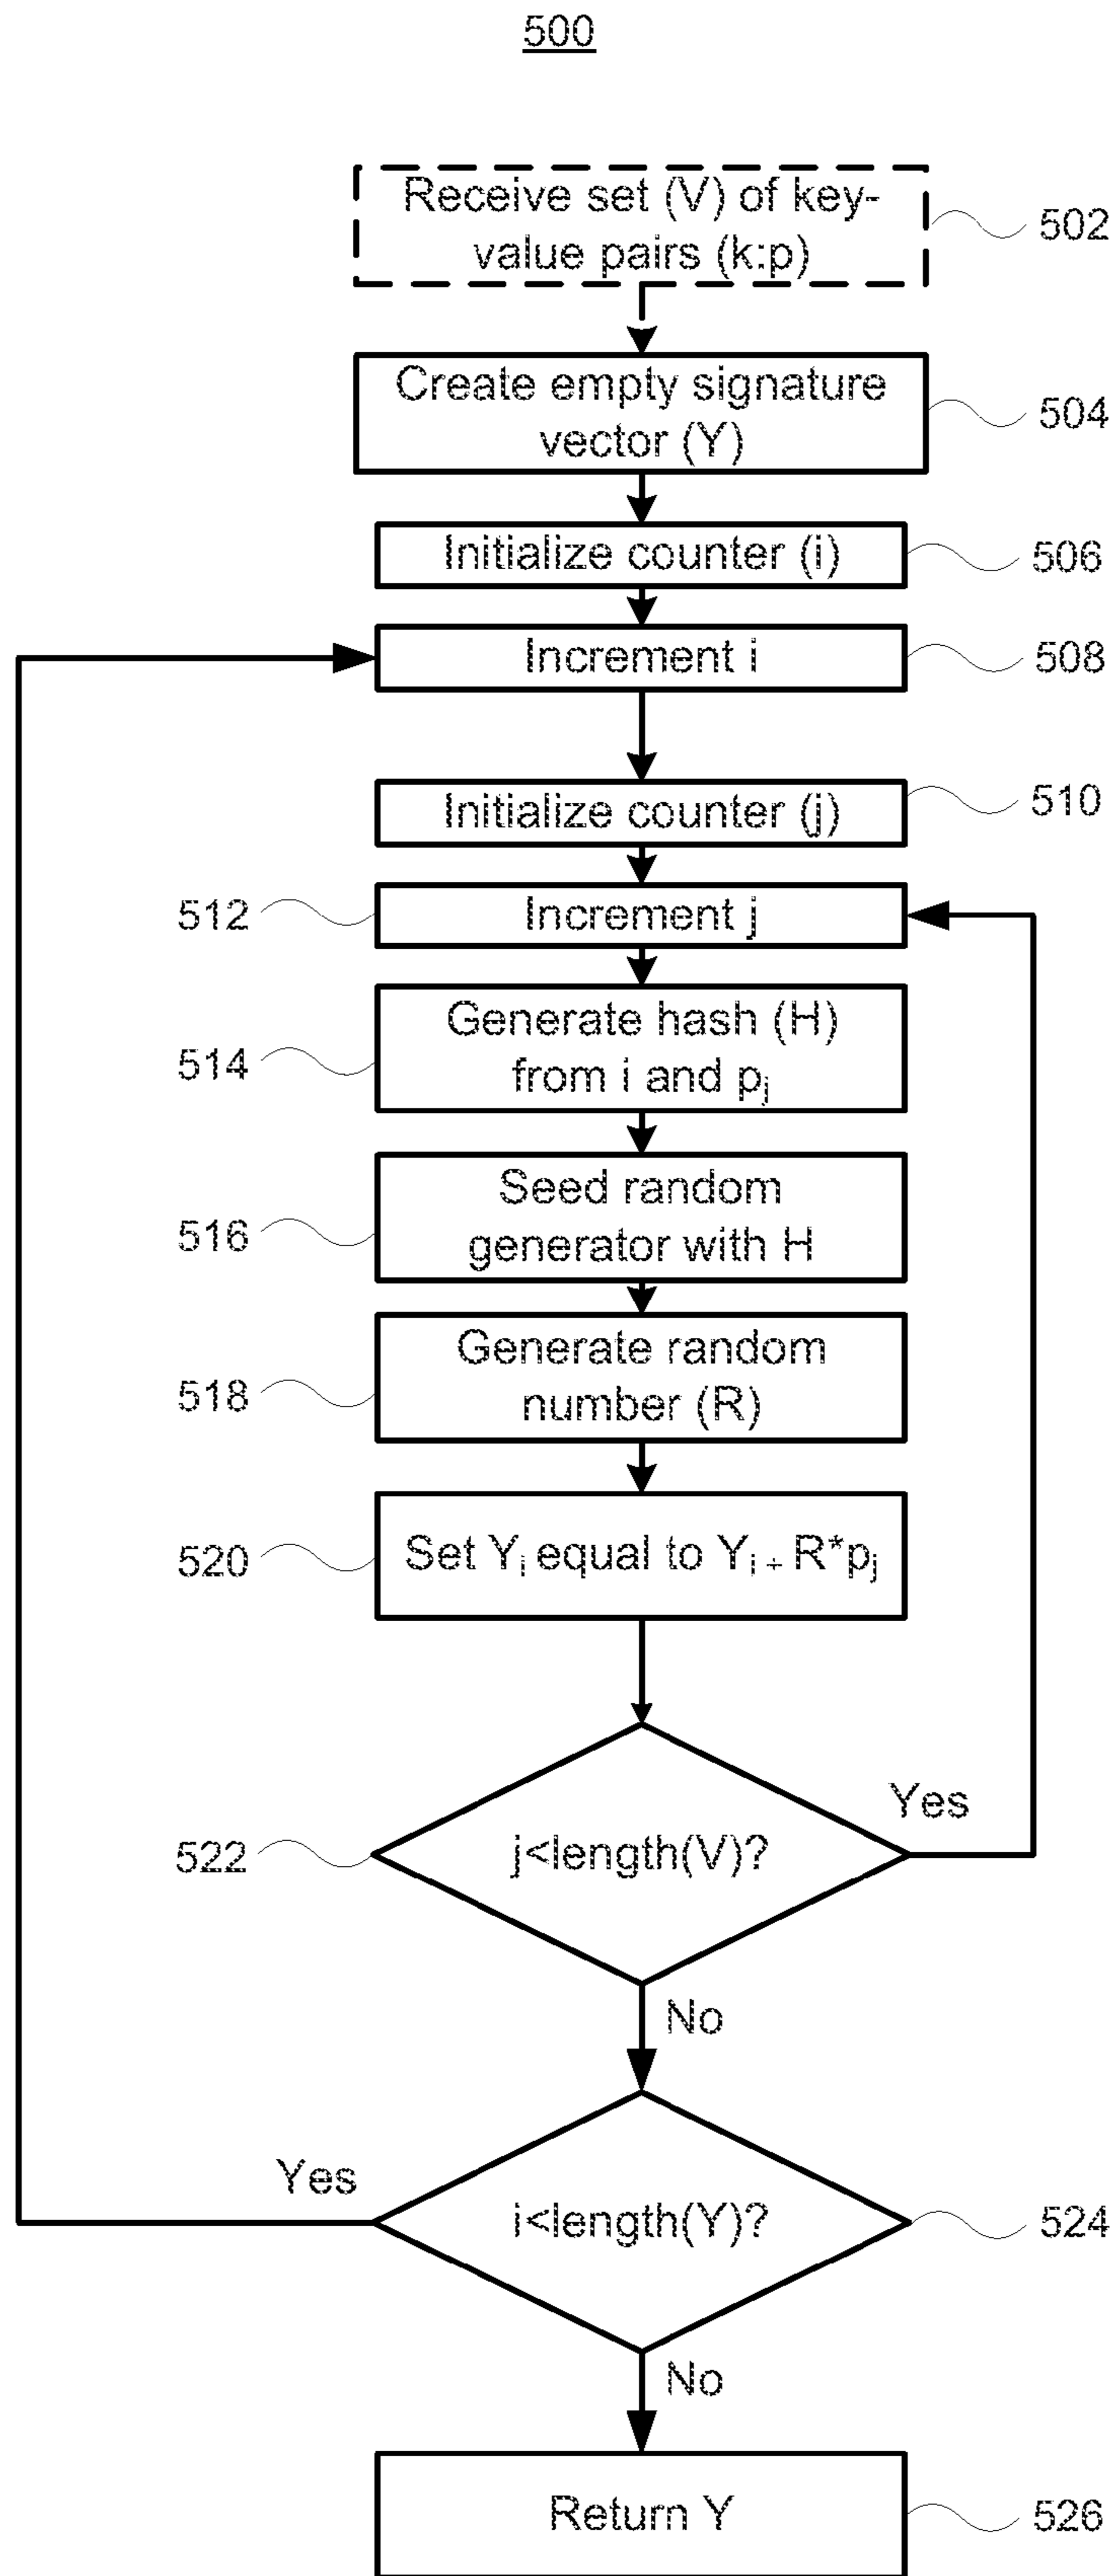 500
Receive set (V) of key-
value pairs (k:p)
502
Create empty signature
vector (Y)
504
Initialize counter (i)
506
Increment i
508
Initialize counter (j)
510
512
Increment j
514
Generate hash (H)
from i and pj
516
Seed random
generator with H
518
Generate random
number (R)
520
Set Yi equal to Yi + R*pj
522
j<length(V)?
Yes
No
Yes
i<length(Y)?
524
No
Return Y
526